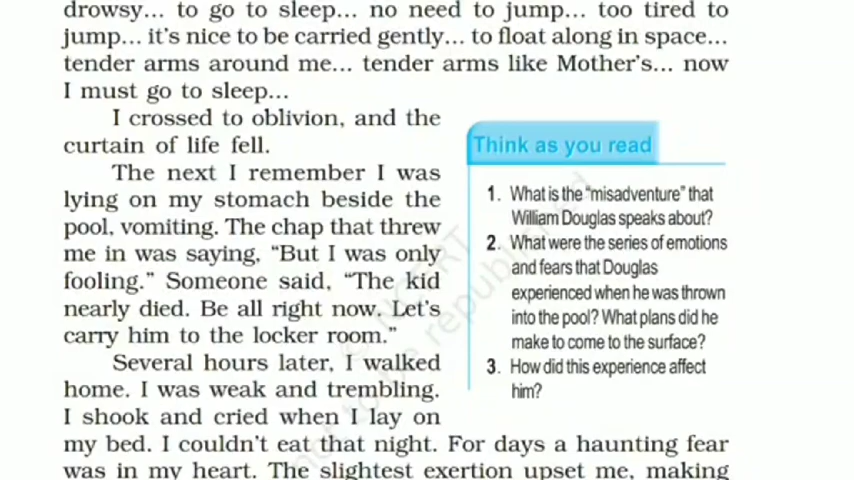 drowsy... to go to sleep... no need to jump... too tired to
jump... it's nice to be carried gently... to float along in space...
tender arms around me... tender arms like Mother's... now
I must go to sleep...
I crossed to oblivion, and the
curtain of life fell.
The next I remember I was
lying on my stomach beside the
pool, vomiting. The chap that threw
me in was saying, “But I was only
fooling.” Someone said, “The kid
nearly died. Be all right now. Let's
carry him to the locker room.”
Several hours later, I walked
home. I was weak and trembling.
I shook and cried when I lay on
my bed. I couldn't eat that night. For days a haunting fear
was in my heart. The slightest exertion upset me, making
Think as you read
1. What is the “misadventure” that
William Douglas speaks about?
2. What were the series of emotions
and fears that Douglas
experienced when he was thrown
into the pool? What plans did he
make to come to the surface?
3. How did this experience affect
him?
© NCERT
not to be republished